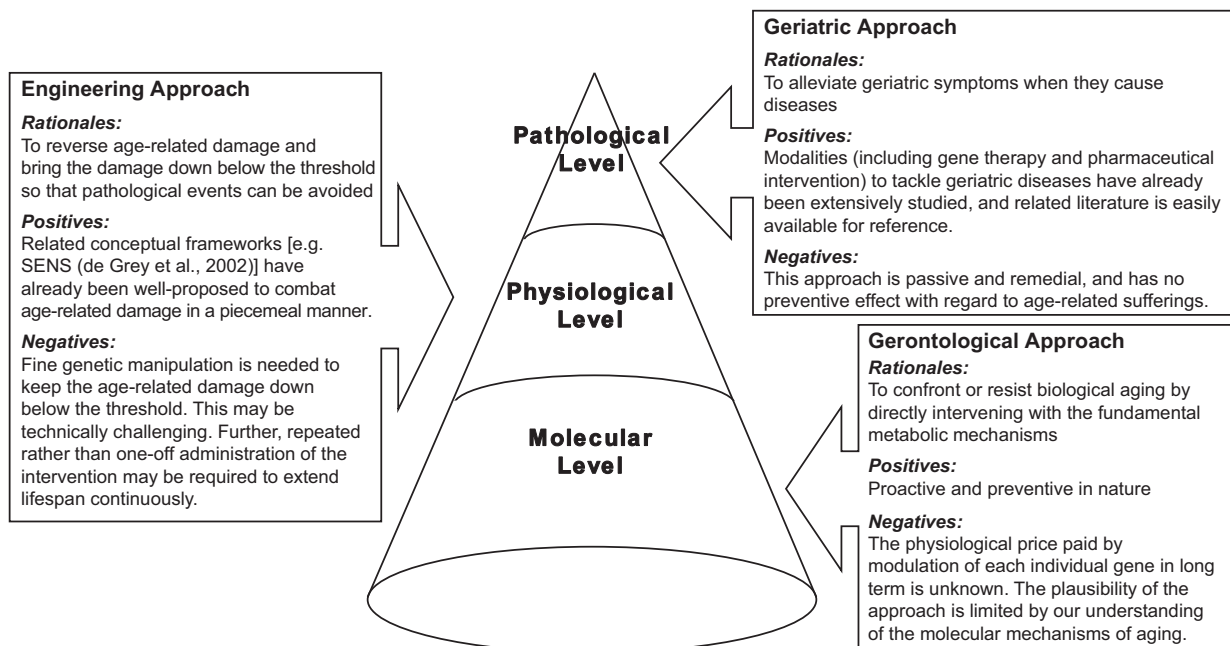 Engineering Approach
Rationales:
To reverse age-related damage and
bring the damage down below the threshold
so that pathological events can be avoided
Positives:
Related conceptual frameworks [e.g.
SENS (de Grey et al., 2002)] have
already been well-proposed to combat
age-related damage in a piecemeal manner.
Negatives:
Fine genetic manipulation is needed to
keep the age-related damage down
below the threshold. This may be
technically challenging. Further, repeated
rather than one-off administration of the
intervention may be required to extend
lifespan continuously.
Pathological
Level
Physiological
Level
Molecular
Level
Geriatric Approach
Rationales:
To alleviate geriatric symptoms when they cause
diseases
Positives:
Modalities (including gene therapy and pharmaceutical
intervention) to tackle geriatric diseases have already
been extensively studied, and related literature is easily
available for reference.
Negatives:
This approach is passive and remedial, and has no
preventive effect with regard to age-related sufferings.
Gerontological Approach
Rationales:
To confront or resist biological aging by
directly intervening with the fundamental
metabolic mechanisms
Positives:
Proactive and preventive in nature
Negatives:
The physiological price paid by
modulation of each individual gene in long
term is unknown. The plausibility of the
approach is limited by our understanding
of the molecular mechanisms of aging.